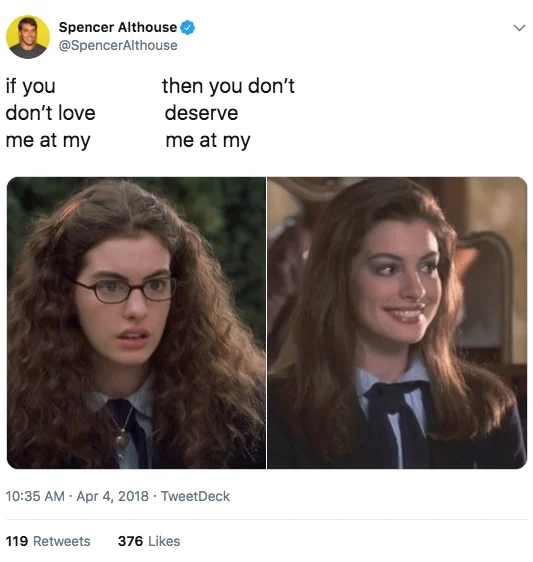 Spencer Althouse
@SpencerAlthouse
if you then you don't
don't love deserve
me at my me at my
10:35 AM · Apr 4, 2018 · TweetDeck
119 Retweets 376 Likes